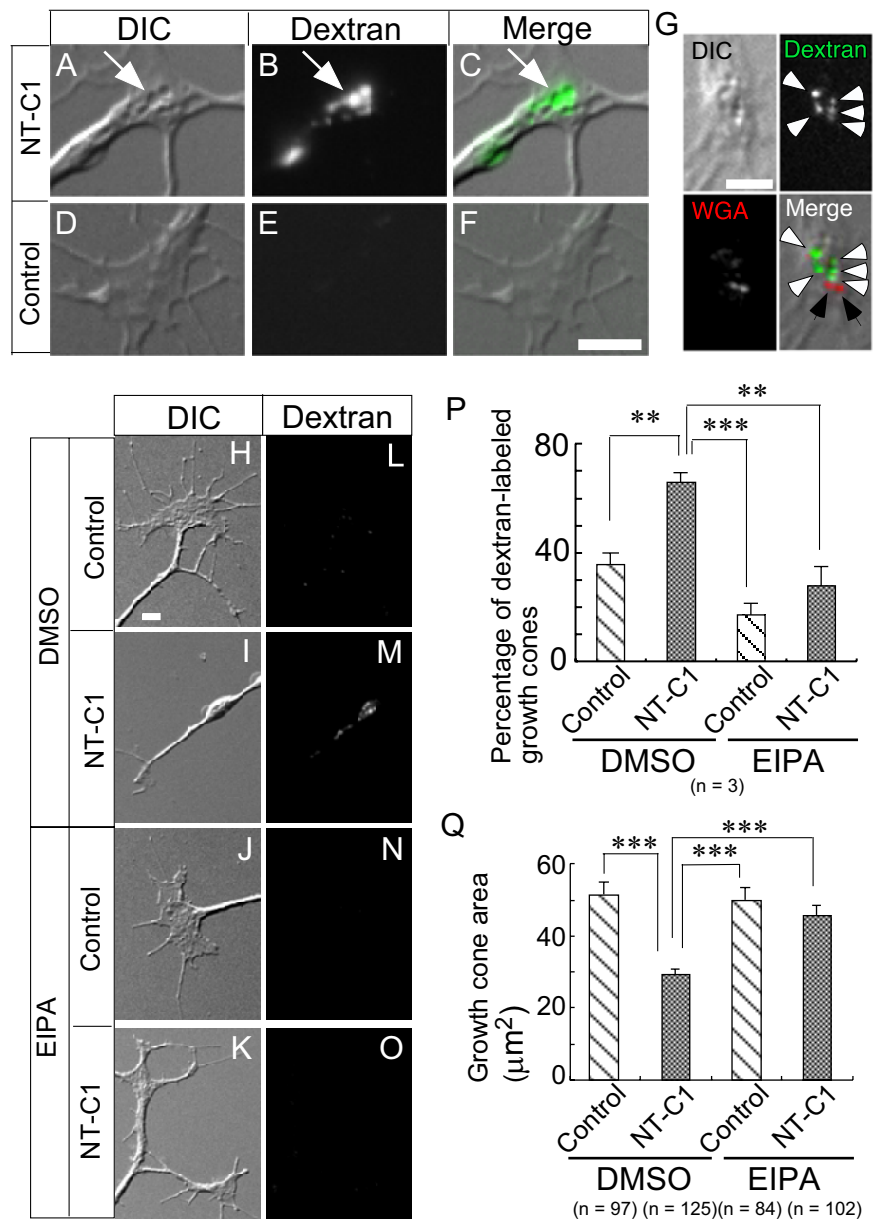 DIC Dextran Merge
NT-C1
A B C
Control
D E F
G
DIC Dextran
WGA Merge
DIC Dextran
DMSO
Control
H L
NT-C1
I M
EIPA
Control
J N
NT-C1
K O
P
Percentage of dextran-labeled
growth cones
80
40
0
** *** **
Control NT-C1 Control NT-C1
DMSO EIPA
(n = 3)
Q
Growth cone area
(μm2)
60
40
20
0
*** *** ***
Control NT-C1 Control NT-C1
DMSO EIPA
(n = 97) (n = 125)(n = 84) (n = 102)